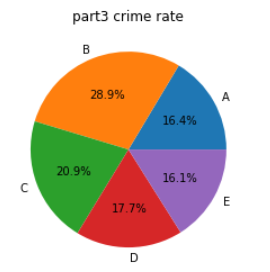 part3 crime rate
B
28.9%
A
16.4%
20.9%
C
17.7%
16.1%
E
D